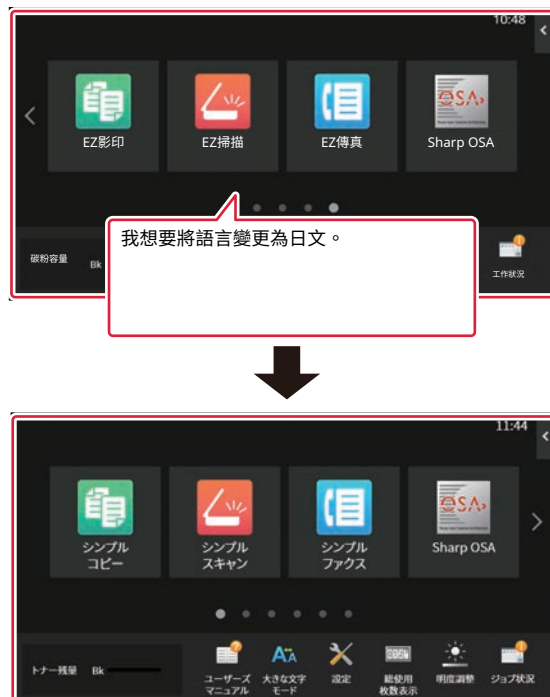 10:48
EZ影印
EZ掃描
EZ傳真
Sharp OSA
我想要將語言變更為日文。
碳粉容量
Bk
工作狀況
11:44
シンプル
コピー
シンプル
スキャン
シンプル
ファクス
Sharp OSA
トナー残量 Bk
ユーザーズ
マニュアル
大きな文字
モード
設定
総使用
枚数表示
明度調整
ジョブ状況